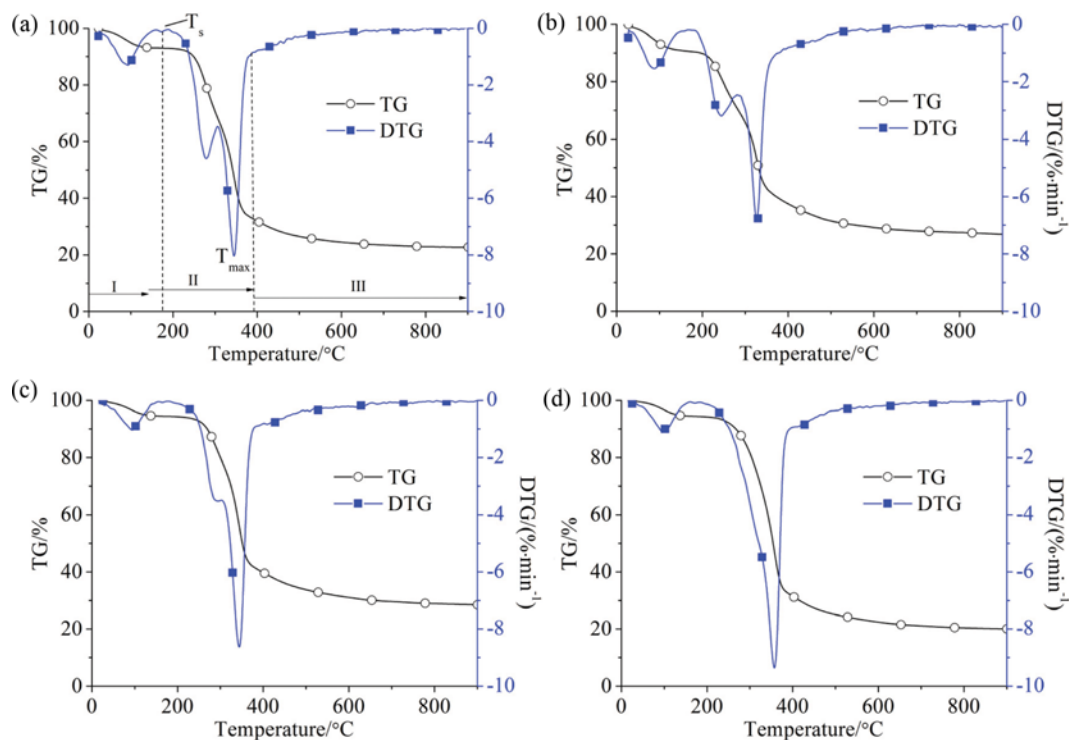 (a)
T
s
100
80
60
40
20
0
TG/%
TG
DTG
T
max
I
II
III
0
-2
-4
-6
-8
-10
0 200 400 600 800
Temperature/°C
(b)
100
80
60
40
20
0
TG/%
TG
DTG
0
-2
-4
-6
-8
-10
DTG/(%·min⁻¹)
0 200 400 600 800
Temperature/°C
(c)
100
80
60
40
20
0
TG/%
TG
DTG
0
-2
-4
-6
-8
-10
DTG/(%·min⁻¹)
0 200 400 600 800
Temperature/°C
(d)
100
80
60
40
20
0
TG/%
TG
DTG
0
-2
-4
-6
-8
-10
DTG/(%·min⁻¹)
0 200 400 600 800
Temperature/°C